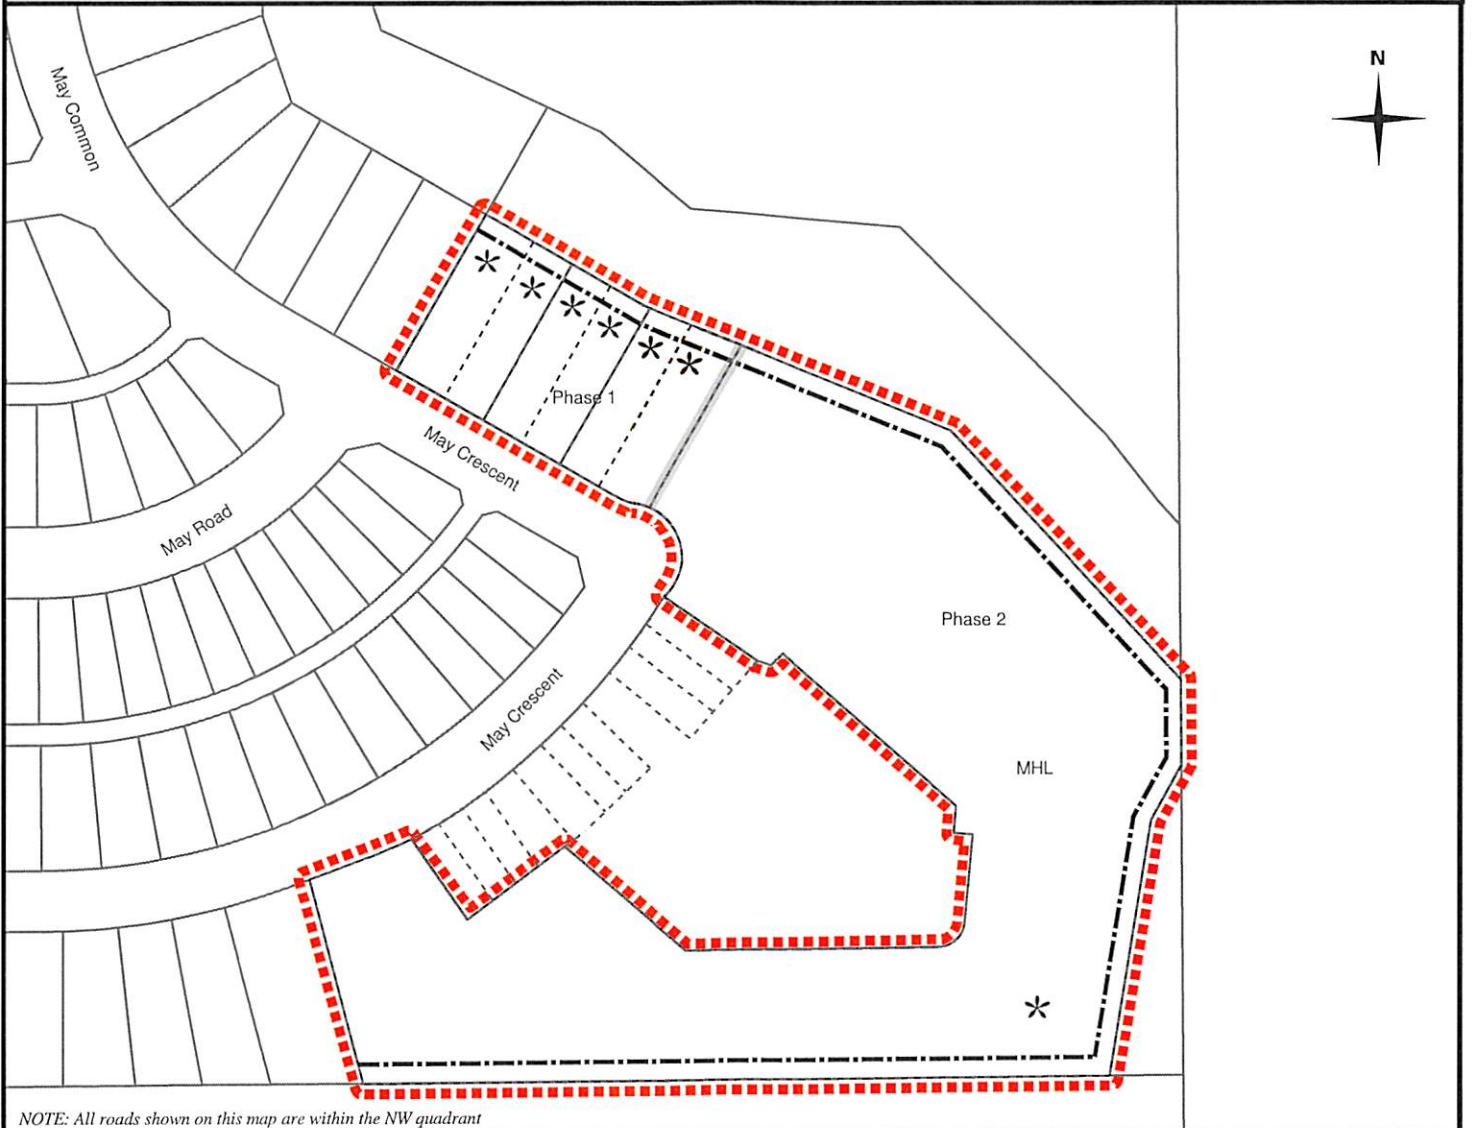 N
May Common
Phase 1
May Crescent
May Road
Phase 2
May Crescent
MHL
NOTE: All roads shown on this map are within the NW quadrant